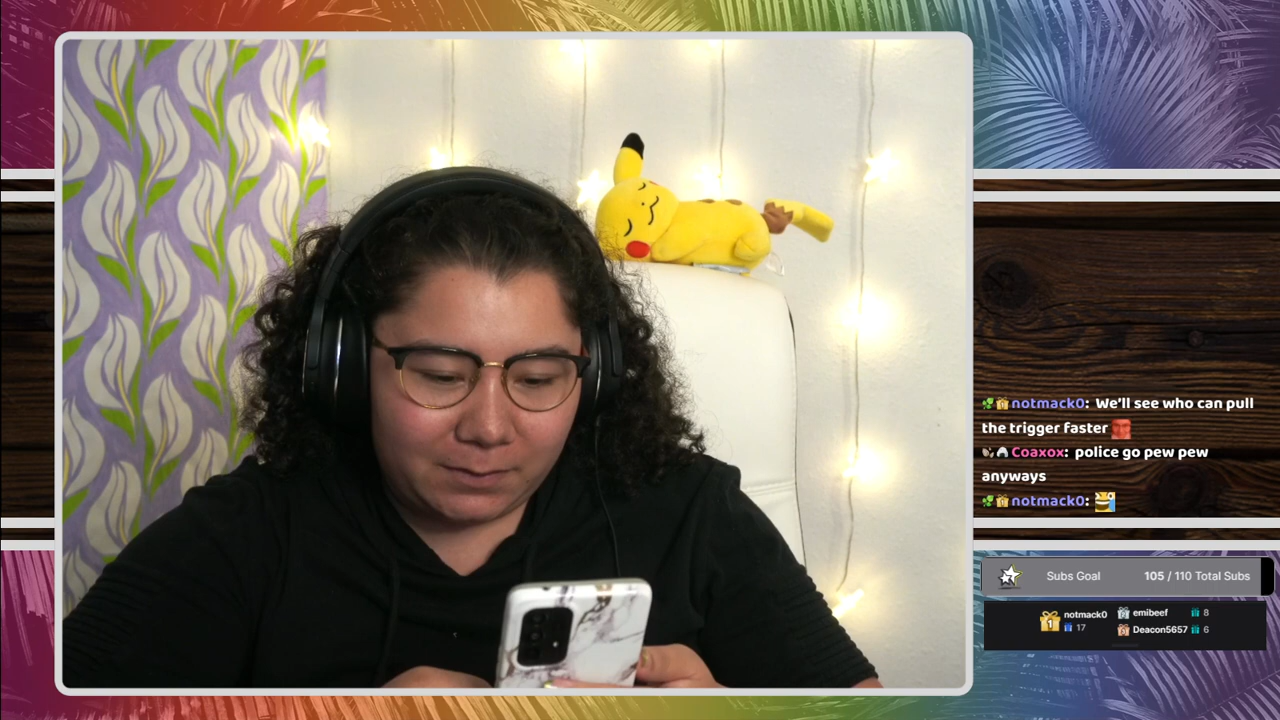 notmack0: We'll see who can pull
the trigger faster
Coaxox: police go pew pew
anyways
notmack0:
Subs Goal 105 / 110 Total Subs
notmack0
17
emibeef 8
Deacon5657 6